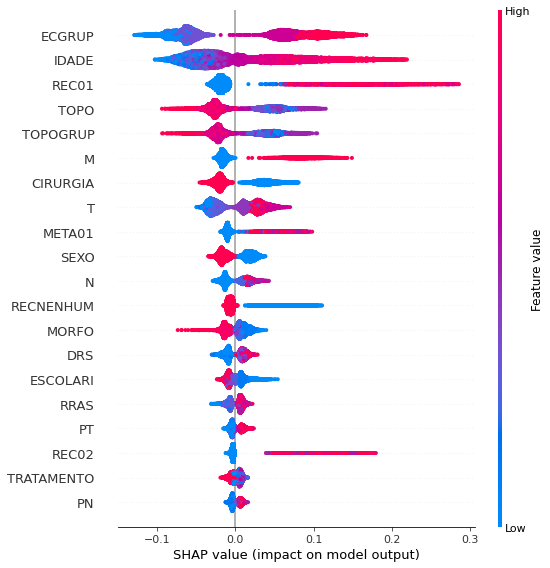 High
ECGRUP
IDADE
REC01
TOPO
TOPOGRUP
M
CIRURGIA
T
META01
SEXO
N
RECNENHUM
MORFO
DRS
ESCOLARI
RRAS
PT
REC02
TRATAMENTO
PN
Feature value
Low
−0.1 0.0 0.1 0.2 0.3
SHAP value (impact on model output)